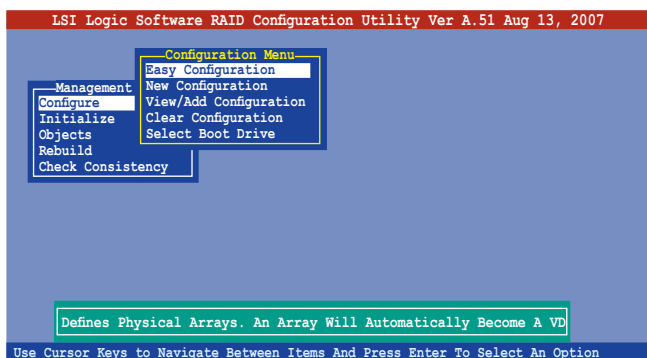 LSI Logic Software RAID Configuration Utility Ver A.51 Aug 13, 2007
Configuration Menu
Easy Configuration
New Configuration
View/Add Configuration
Clear Configuration
Select Boot Drive
Management
Configure
Initialize
Objects
Rebuild
Check Consistency
Defines Physical Arrays. An Array Will Automatically Become A VD
Use Cursor Keys to Navigate Between Items And Press Enter To Select An Option